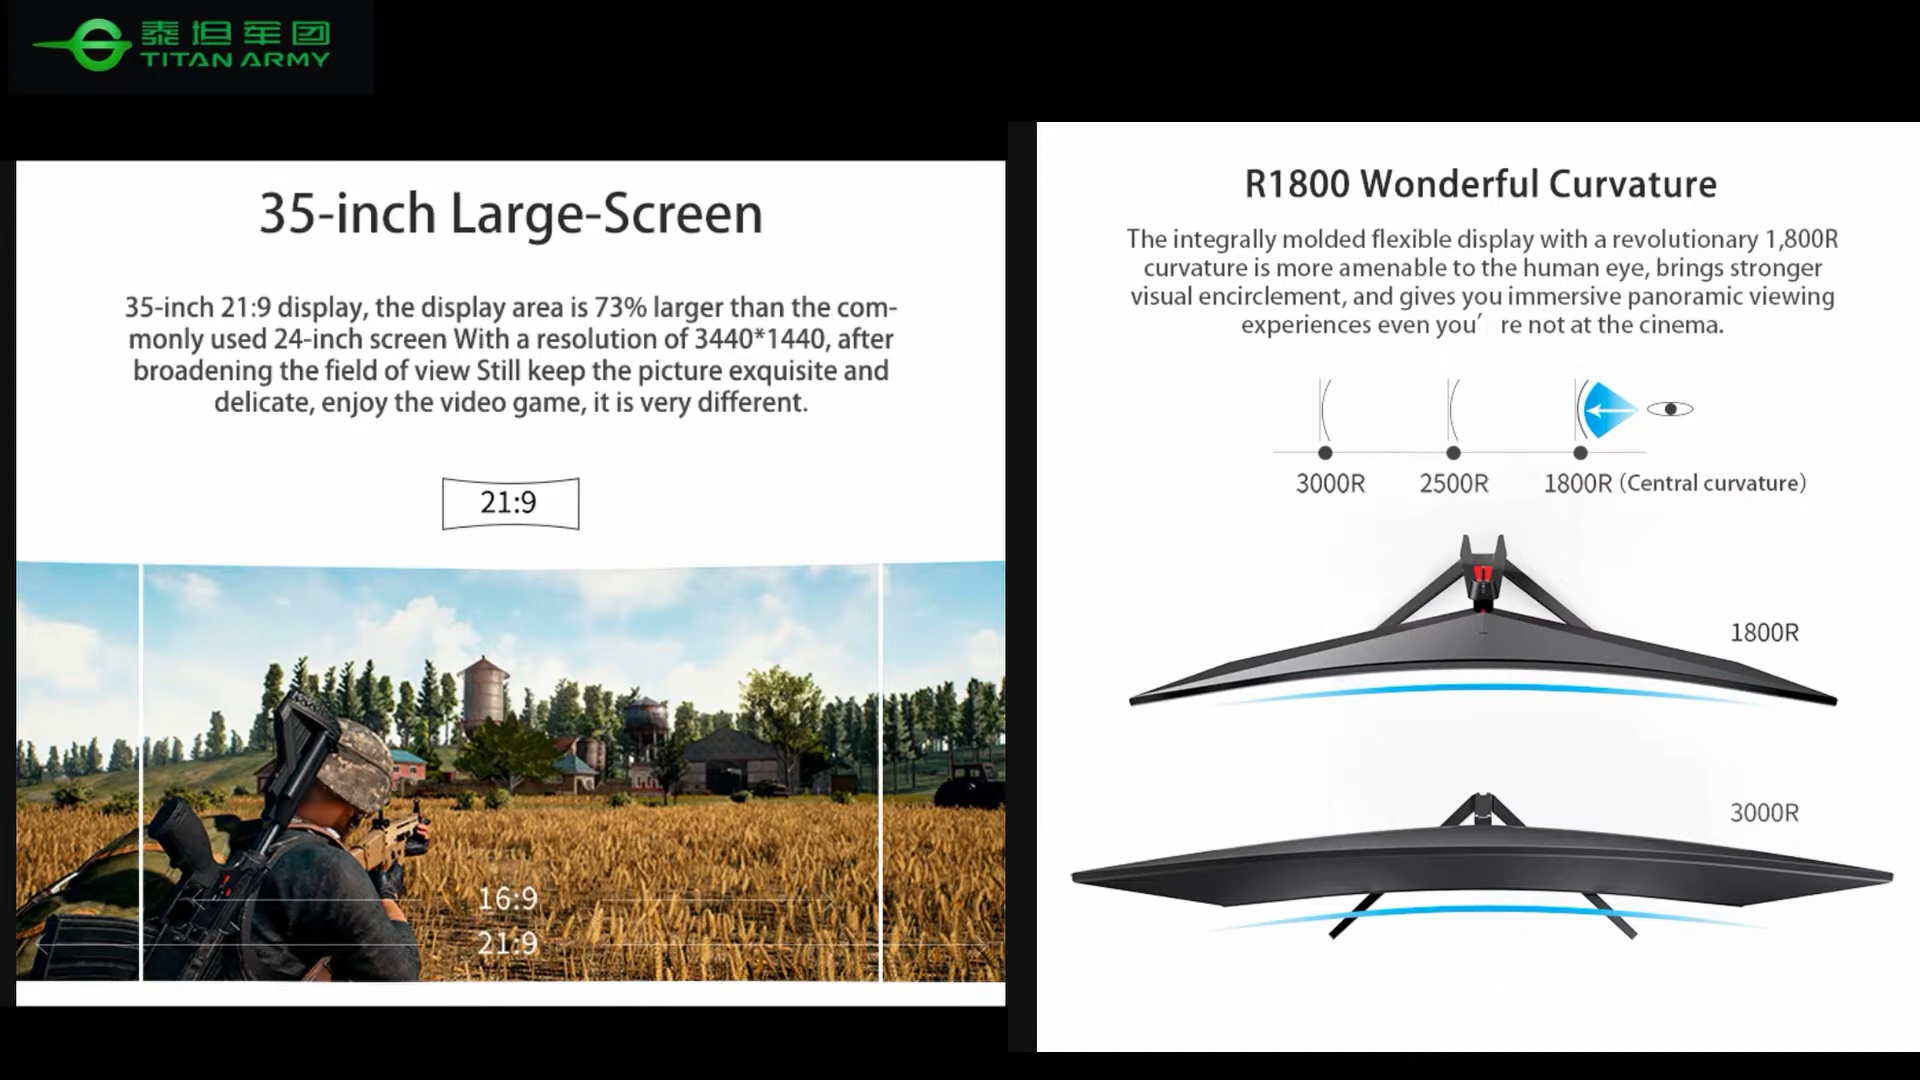 泰坦军团
TITAN ARMY
35-inch Large-Screen
35-inch 21:9 display, the display area is 73% larger than the com-
monly used 24-inch screen With a resolution of 3440*1440, after
broadening the field of view Still keep the picture exquisite and
delicate, enjoy the video game, it is very different.
21:9
16:9
21:9
R1800 Wonderful Curvature
The integrally molded flexible display with a revolutionary 1,800R
curvature is more amenable to the human eye, brings stronger
visual encirclement, and gives you immersive panoramic viewing
experiences even you' re not at the cinema.
3000R
2500R
1800R (Central curvature)
1800R
3000R